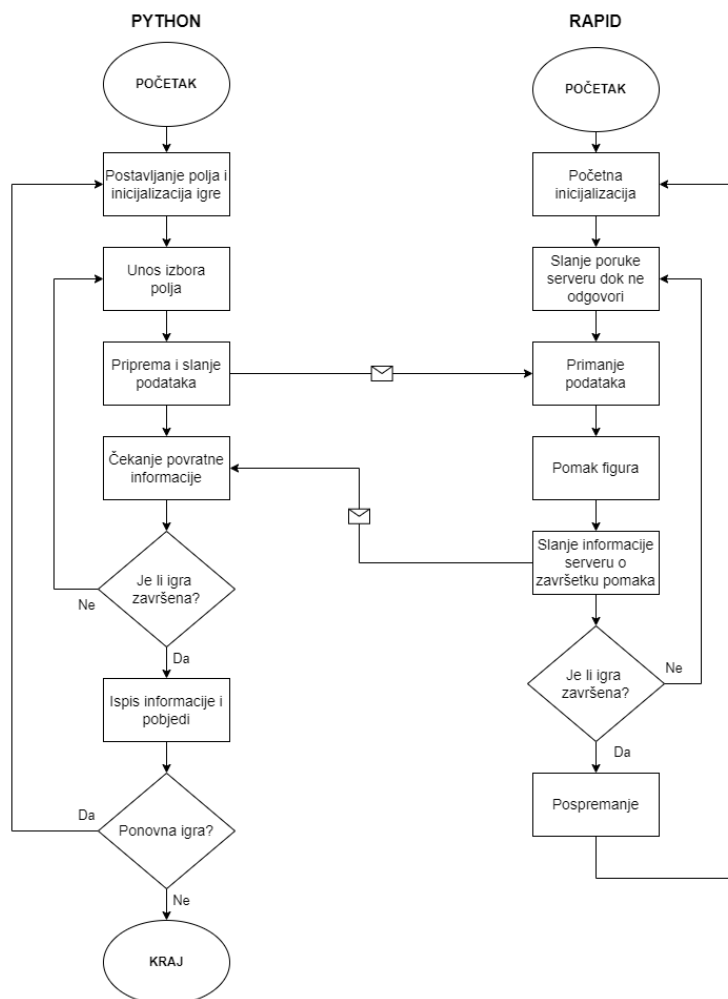 PYTHON
POČETAK
Postavljanje polja i
inicijalizacija igre
Unos izbora
polja
Priprema i slanje
podataka
Čekanje povratne
informacije
Je li igra
završena?
Ne
Da
Ispis informacije i
pobjedi
Ponovna igra?
Da
Ne
KRAJ
RAPID
POČETAK
Početna
inicijalizacija
Slanje poruke
serveru dok ne
odgovori
Primanje
podataka
Pomak figura
Slanje informacije
serveru o
završetku pomaka
Je li igra
završena?
Ne
Da
Pospremanje